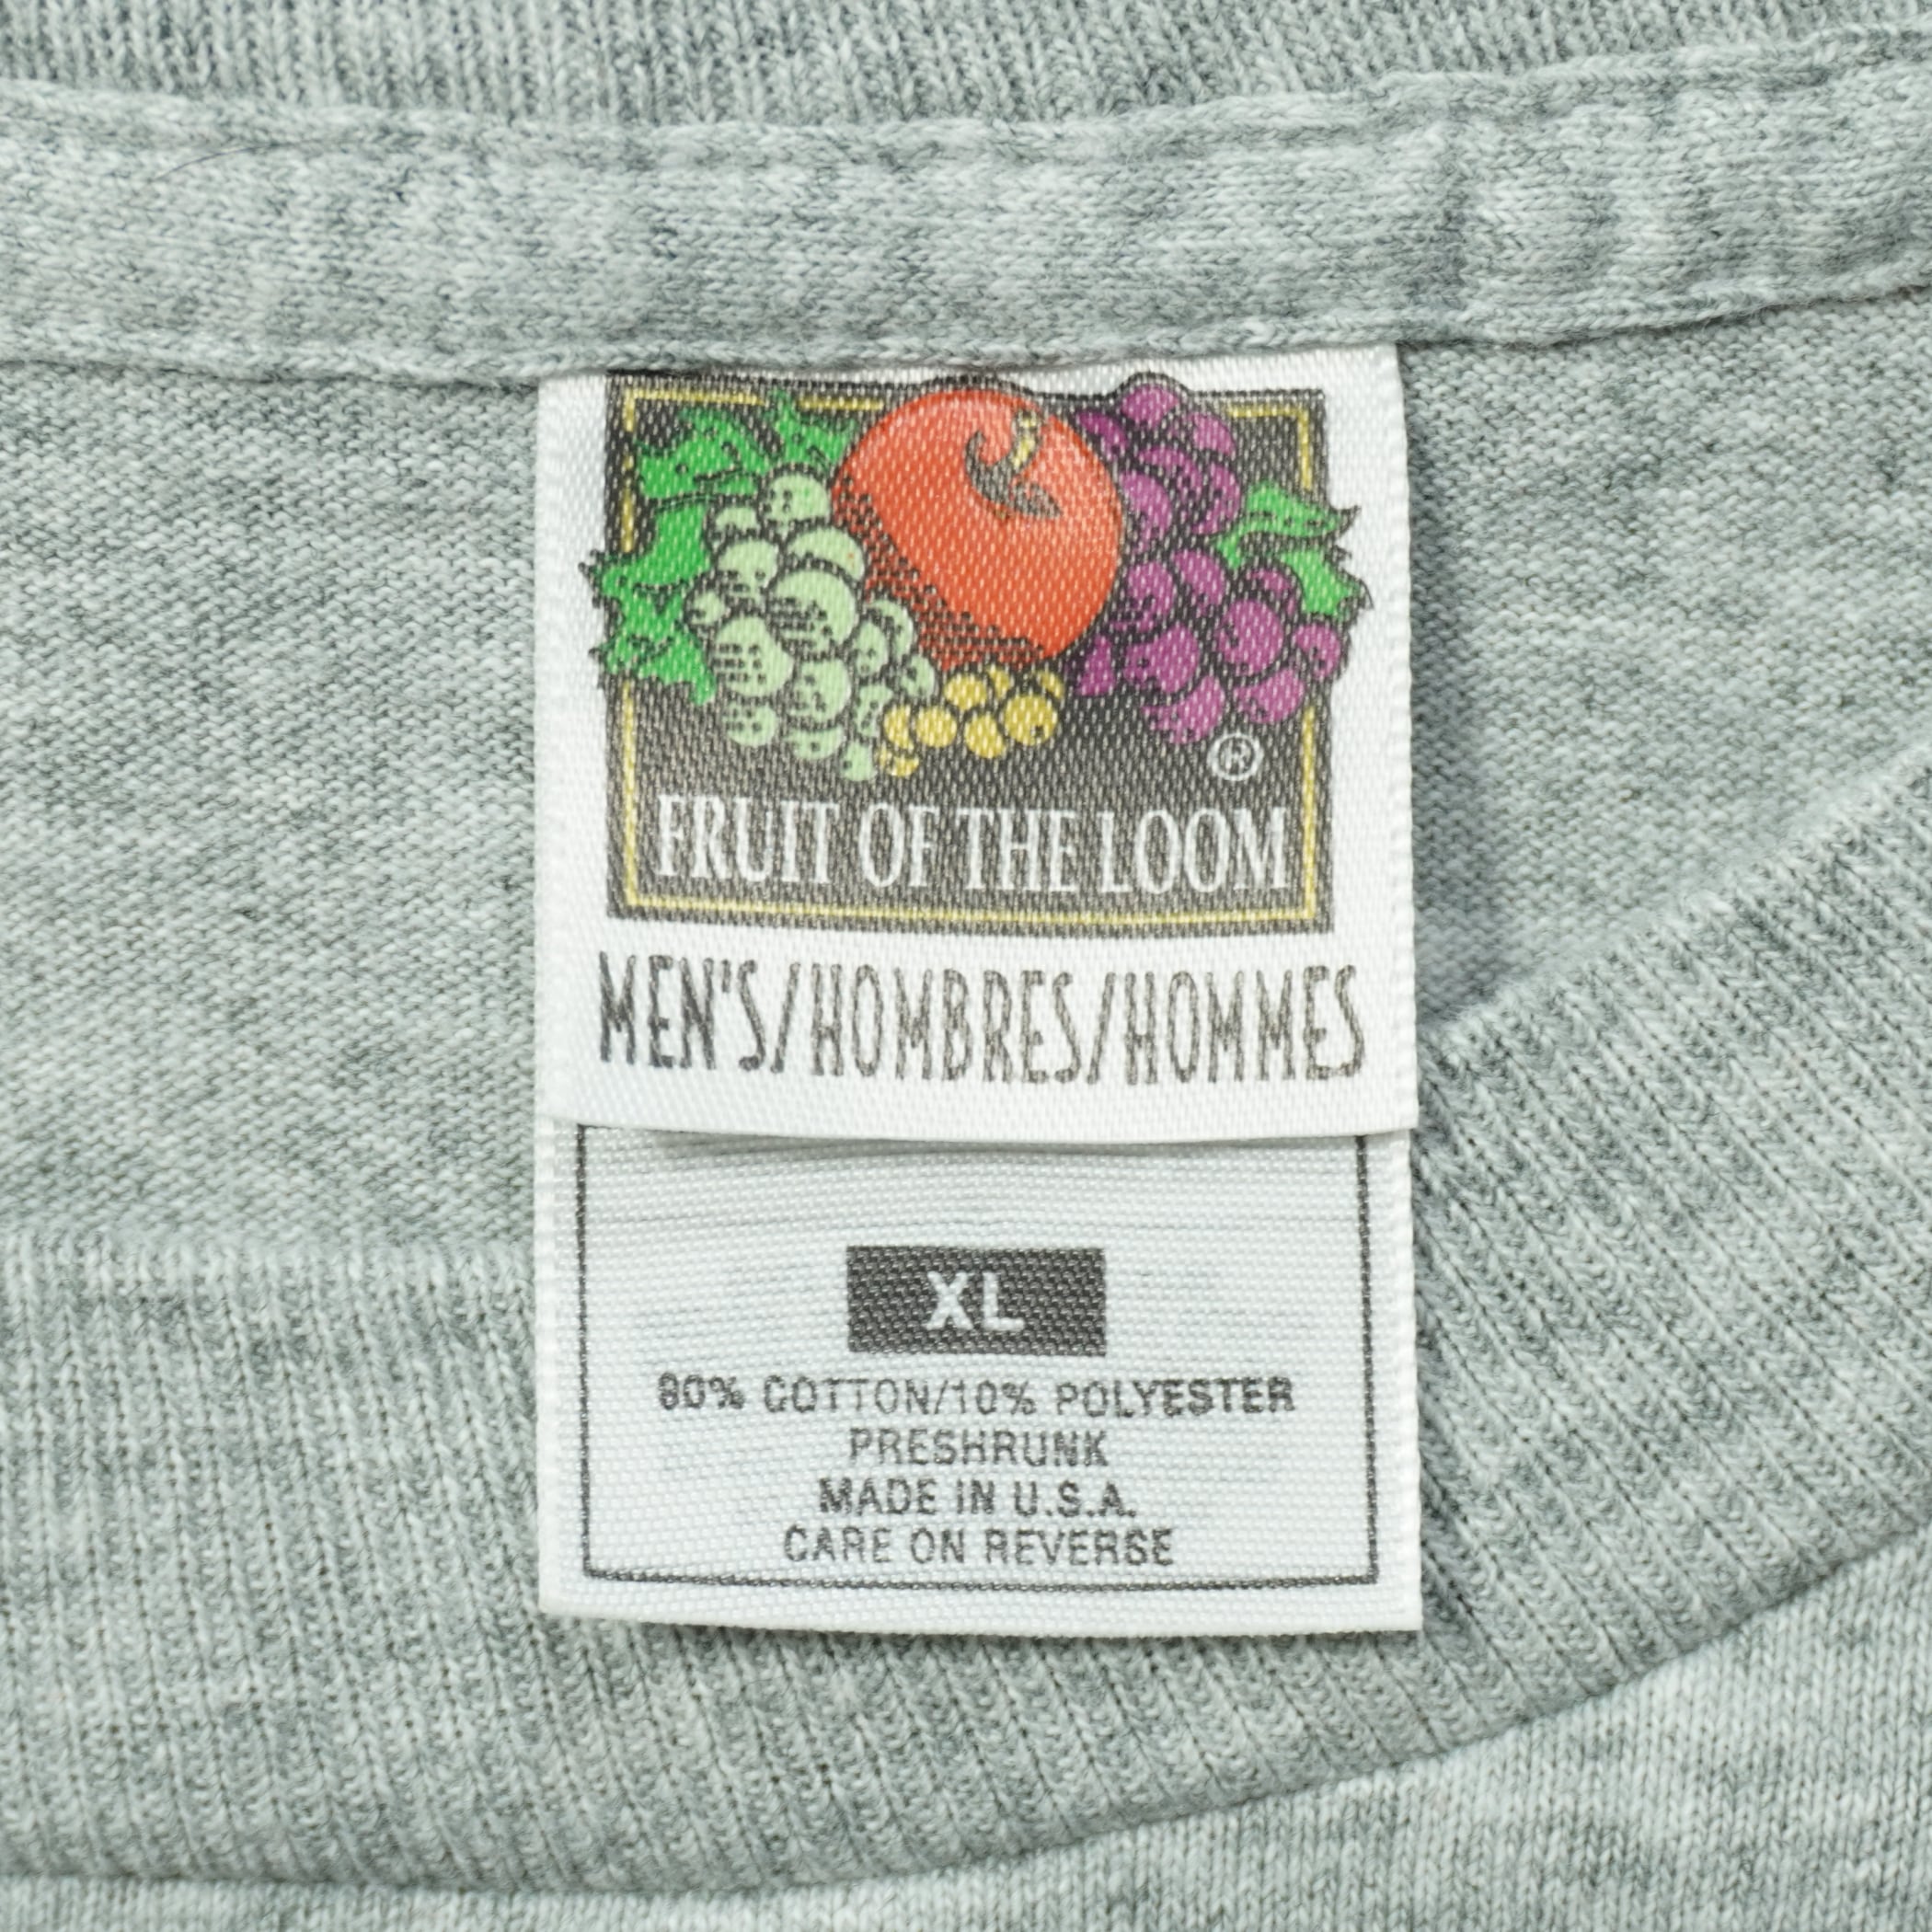 ®
FRUIT OF THE LOOM
MEN'S/HOMBRES/HOMMES
XL
90% COTTON/10% POLYESTER
PRESHRUNK
MADE IN U.S.A.
CARE ON REVERSE